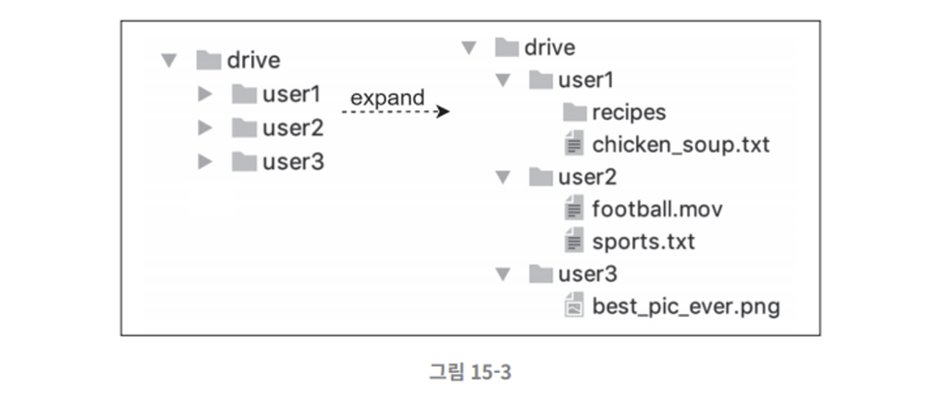 drive
user1
user2
user3
expand
drive
user1
recipes
chicken_soup.txt
user2
football.mov
sports.txt
user3
best_pic_ever.png
그림 15-3